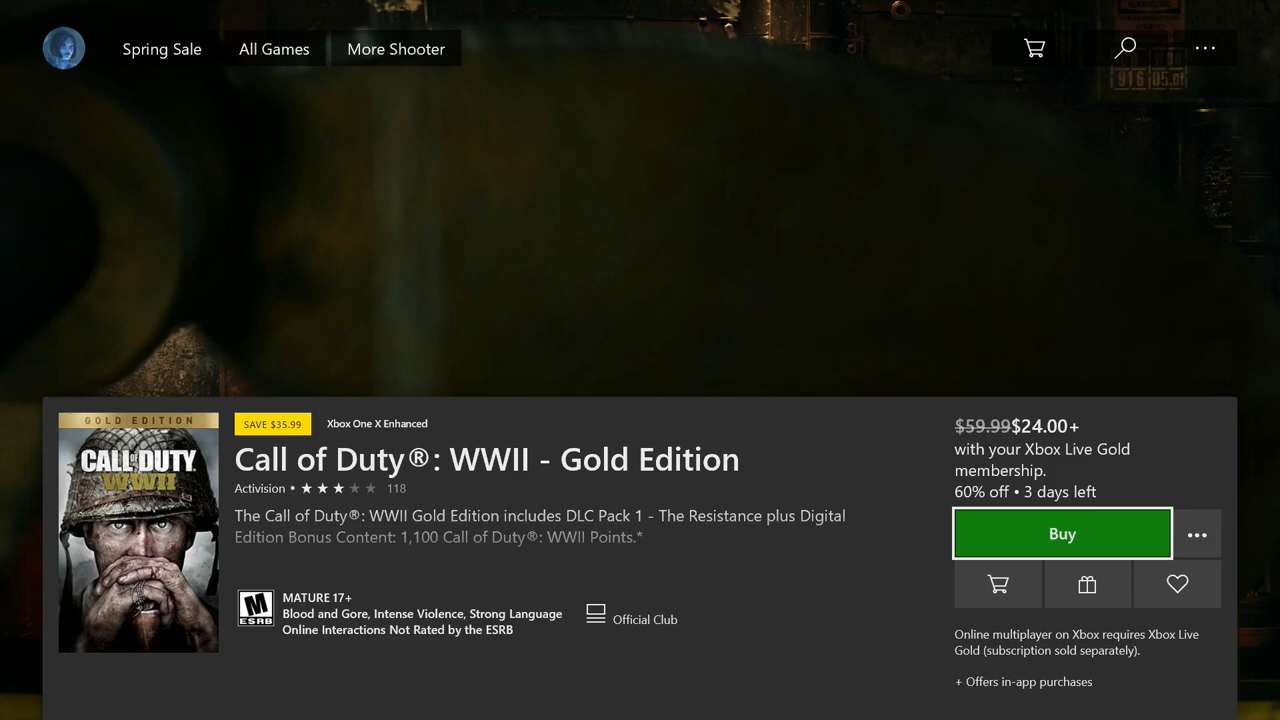 Spring Sale
All Games
More Shooter
916 05.6f
GOLD EDITION
CALL OF DUTY
WWII
SAVE $35.99
Xbox One X Enhanced
Call of Duty®: WWII - Gold Edition
Activision • ★ ★ ★ ★ ★ 118
The Call of Duty®: WWII Gold Edition includes DLC Pack 1 - The Resistance plus Digital
Edition Bonus Content: 1,100 Call of Duty®: WWII Points.*
M
ESRB
MATURE 17+
Blood and Gore, Intense Violence, Strong Language
Online Interactions Not Rated by the ESRB
Official Club
$59.99$24.00+
with your Xbox Live Gold
membership.
60% off • 3 days left
Buy
Online multiplayer on Xbox requires Xbox Live
Gold (subscription sold separately).
+ Offers in-app purchases